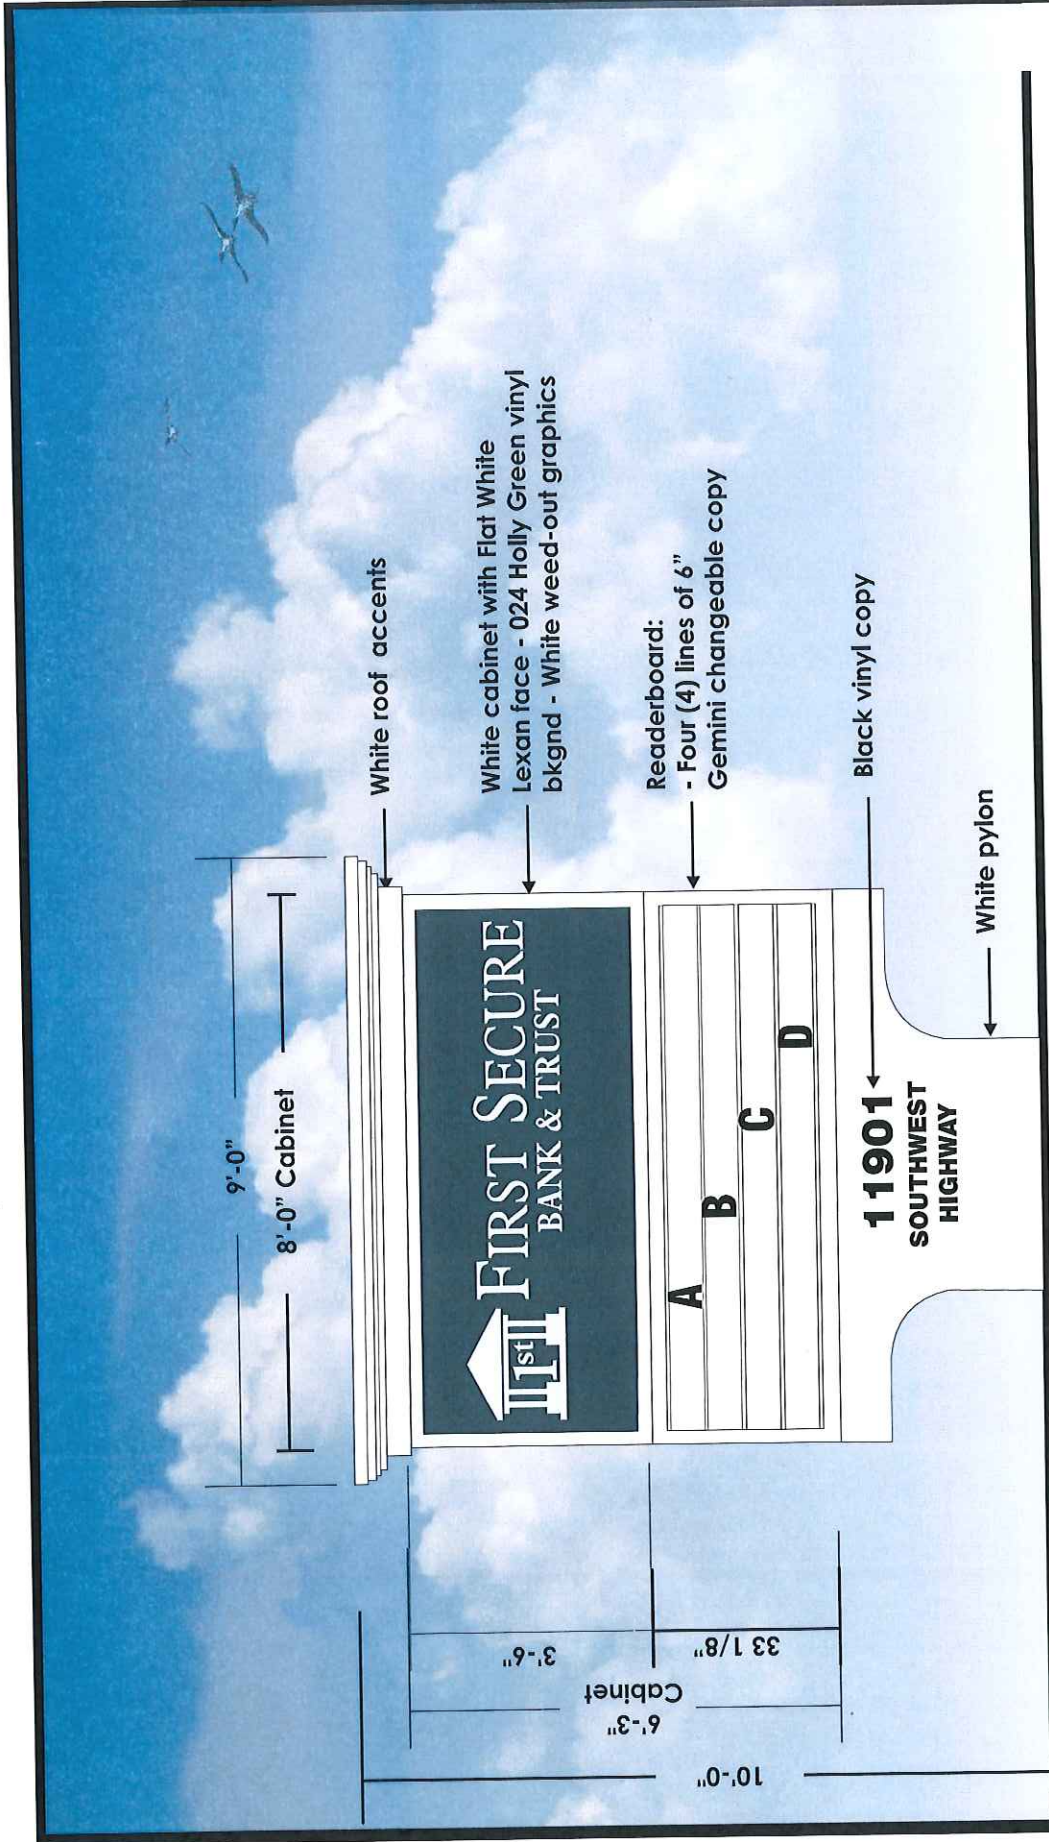 9'-0"
8'-0" Cabinet
White roof accents
1st FIRST SECURE
BANK & TRUST
White cabinet with Flat White
Lexan face - 024 Holly Green vinyl
bkgnd - White weed-out graphics
A
B
C
D
Readerboard:
- Four (4) lines of 6"
Gemini changeable copy
11901
SOUTHWEST
HIGHWAY
Black vinyl copy
White pylon
3'-6"
33 1/8"
6'-3"
Cabinet
10'-0"